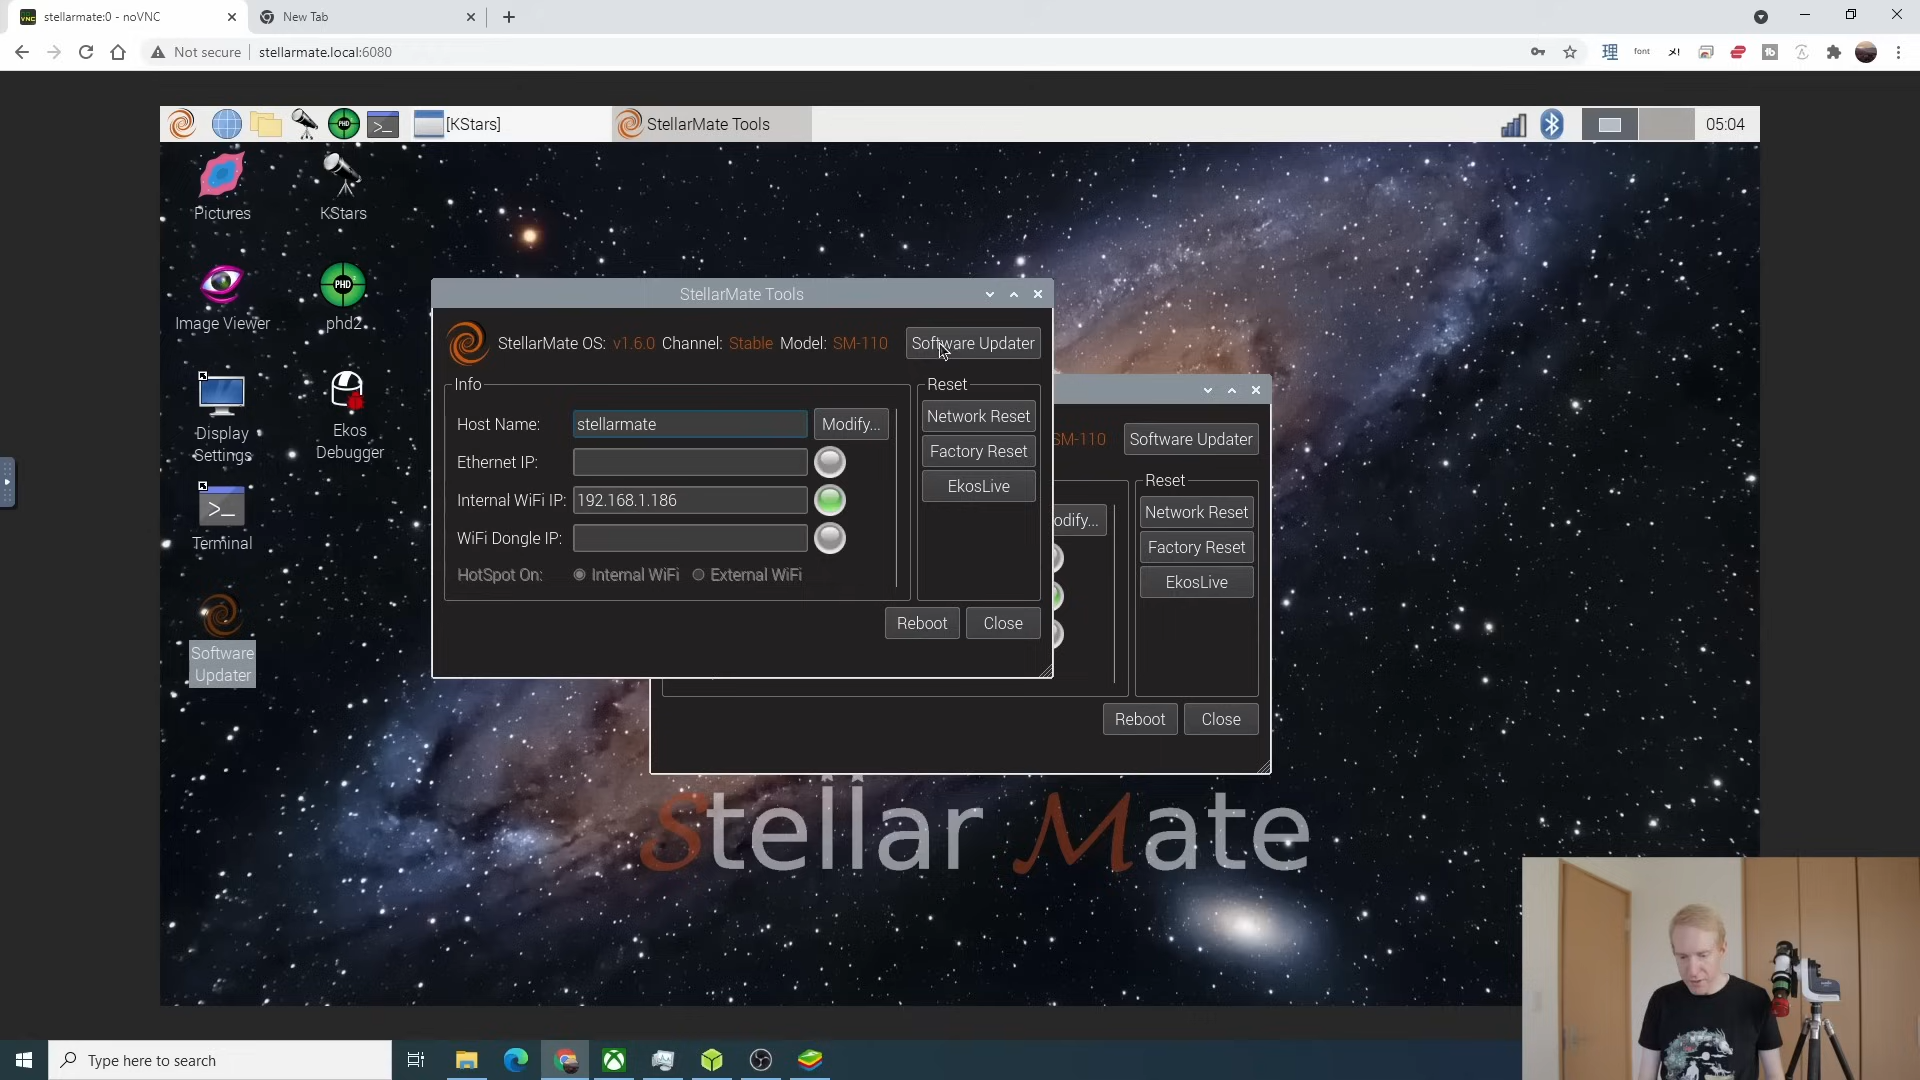 stellarmate:0 - noVNC
New Tab
Not secure
stellarmate.local:6080
font
[KStars]
StellarMate Tools
05:04
Pictures
KStars
Image Viewer
PHD
phd2
Display
Settings
Ekos
Debugger
Terminal
Software
Updater
StellarMate Tools
StellarMate OS: v1.6.0 Channel: Stable Model: SM-110
Software Updater
Info
Host Name: stellarmate Modify...
Ethernet IP:
Internal WiFi IP: 192.168.1.186
WiFi Dongle IP:
HotSpot On: Internal WiFi External WiFi
Reset
Network Reset
Factory Reset
EkosLive
Reboot Close
SM-110 Software Updater
odify...
Reset
Network Reset
Factory Reset
EkosLive
Reboot Close
Stellar Mate
Type here to search